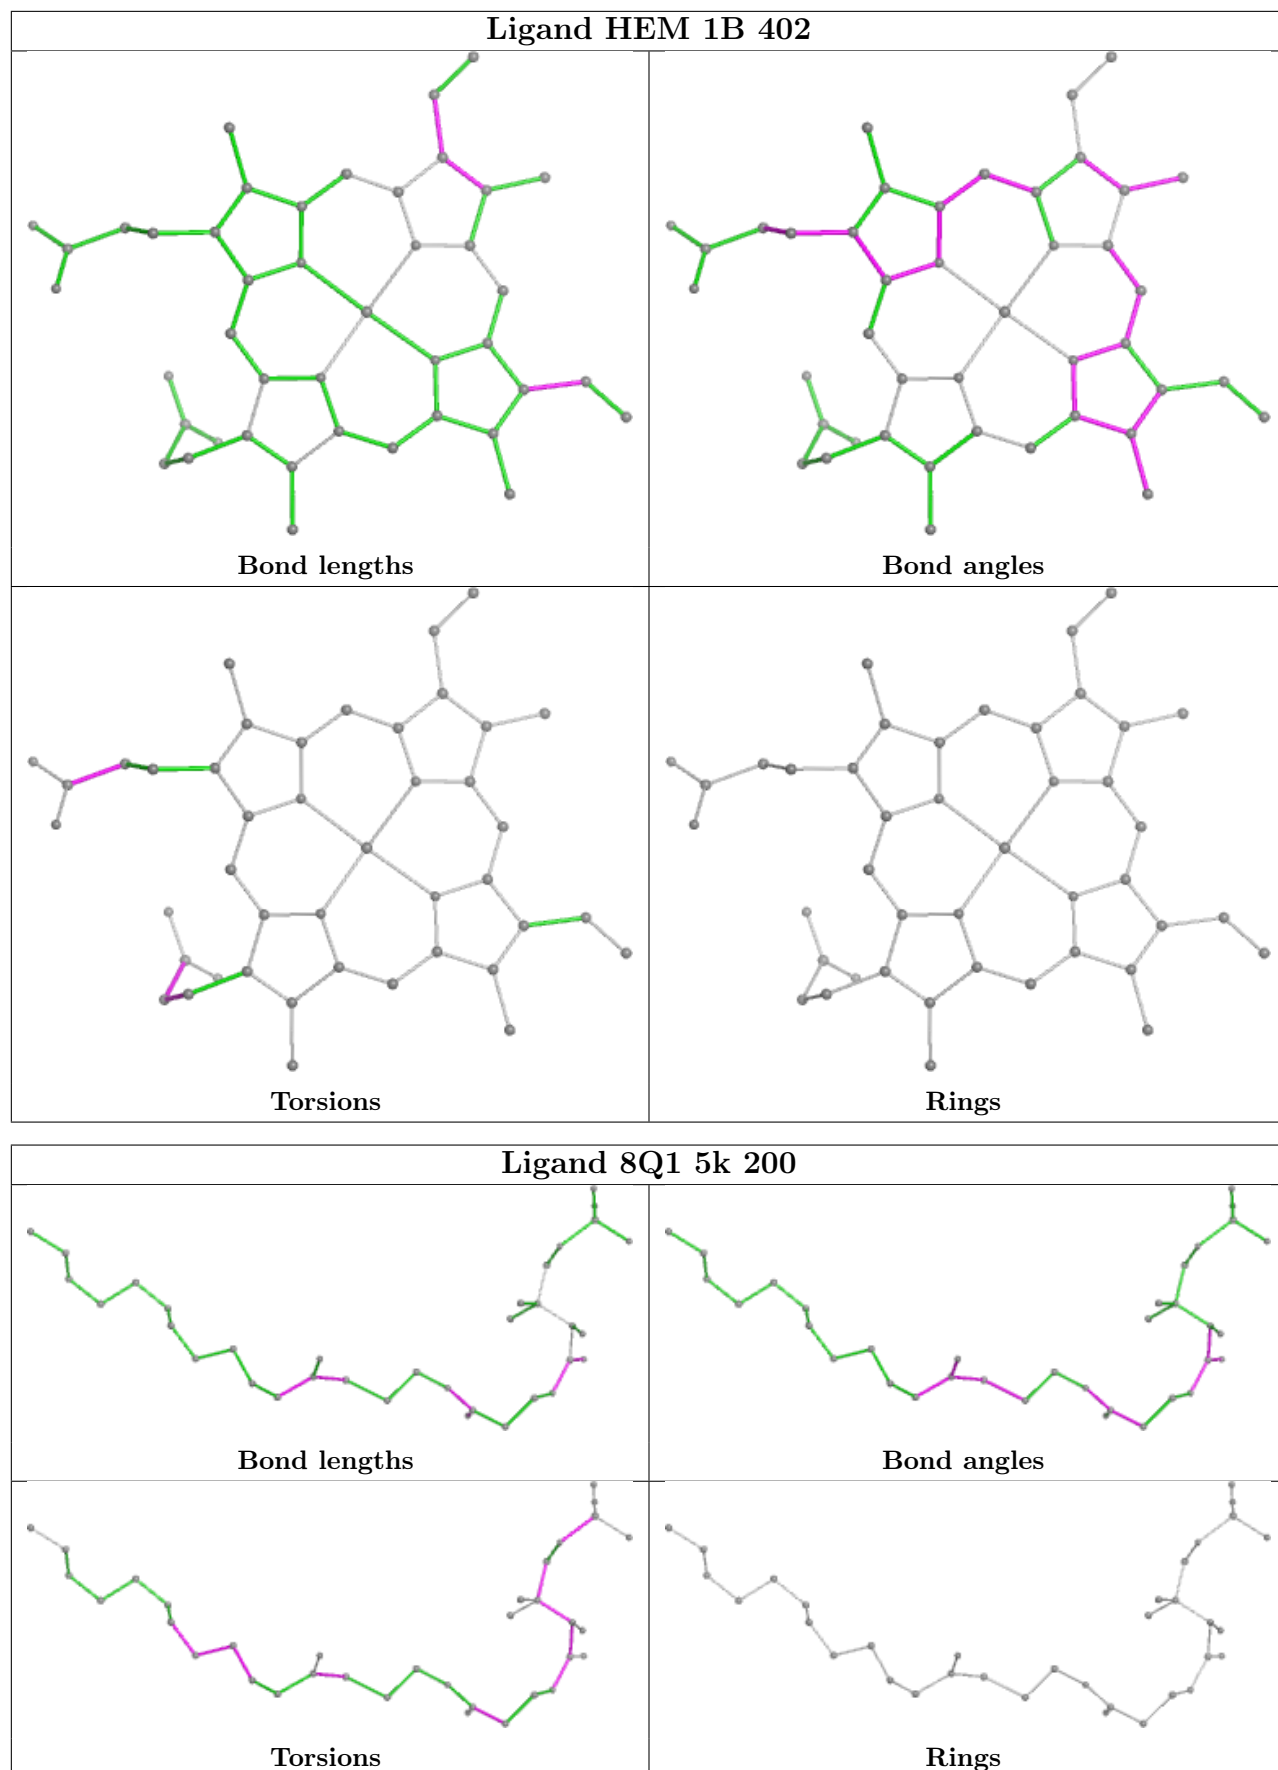 Ligand HEM 1B 402
Bond lengths
Bond angles
Torsions
Rings
Ligand 8Q1 5k 200
Bond lengths
Bond angles
Torsions
Rings